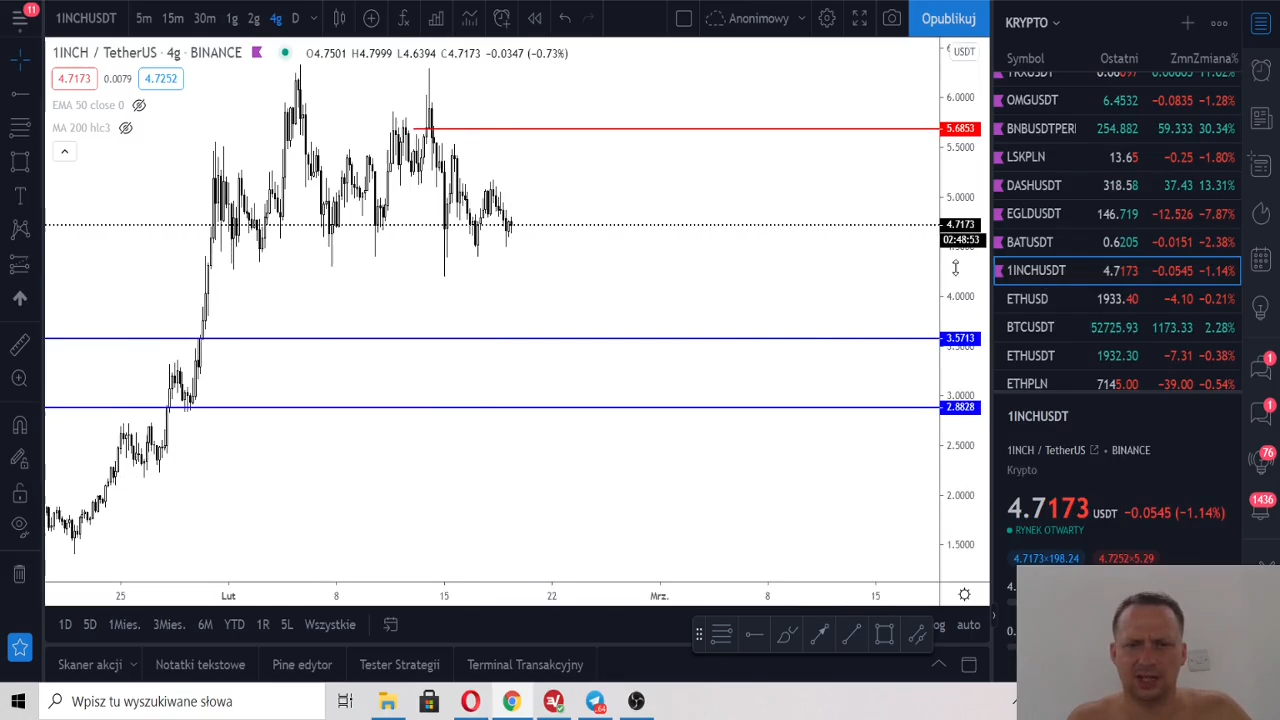 11
1INCHUSDT 5m 15m 30m 1g 2g 4g D Anonimowy Opublikuj
1INCH / TetherUS · 4g · BINANCE O4.7501 H4.7999 L4.6394 C4.7173 −0.0347 (−0.73%)
4.7173 0.0079 4.7252
EMA 50 close 0
MA 200 hlc3
USDT
6.0000
5.6853
5.5000
5.0000
4.7173
02:48:53
4.0000
3.5713
3.0000
2.8828
2.5000
2.0000
1.5000
25 Lut 8 15 22 Mrz. 8 15
1D 5D 1Mies. 3Mies. 6M YTD 1R 5L Wszystkie
og auto
Skaner akcji Notatki tekstowe Pine edytor Tester Strategii Terminal Transakcyjny
KRYPTO
Symbol Ostatni Zmn Zmiana%
OMGUSDT 6.4532 −0.0835 −1.28%
BNBUSDTPERI 254.882 59.333 30.34%
LSKPLN 13.65 −0.25 −1.80%
DASHUSDT 318.58 37.43 13.31%
EGLDUSDT 146.719 −12.526 −7.87%
BATUSDT 0.6205 −0.0151 −2.38%
1INCHUSDT 4.7173 −0.0545 −1.14%
ETHUSD 1933.40 −4.10 −0.21%
BTCUSDT 52725.93 1173.33 2.28%
ETHUSDT 1932.30 −7.31 −0.38%
ETHPLN 7145.00 −39.00 −0.54%
1INCHUSDT
1INCH / TetherUS • BINANCE
Krypto
4.7173 USDT −0.0545 (−1.14%)
RYNEK OTWARTY
4.7173×198.24 4.7252×5.29
1
1
76
1436
Wpisz tu wyszukiwane słowa
64